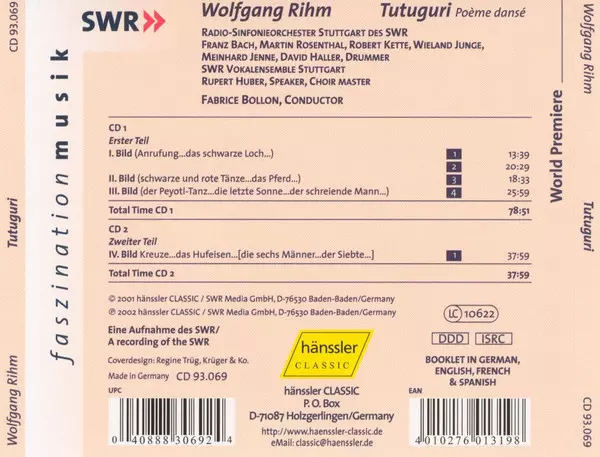 CD 93.069
Wolfgang Rihm
SWR
Wolfgang Rihm Tutuguri Poème dansé
RADIO-SINFONIEORCHESTER STUTTGART DES SWR
FRANZ BACH, MARTIN ROSENTHAL, ROBERT KETTE, WIELAND JUNGE,
MEINHARD JENNE, DAVID HALLER, DRUMMER
SWR VOKALENSEMBLE STUTTGART
RUPERT HUBER, SPEAKER, CHOIR MASTER
FABRICE BOLLON, CONDUCTOR
World Premiere
faszination musik
Tutuguri
Tutuguri
CD 1
Erster Teil
I. Bild (Anrufung...das schwarze Loch...) 1 13:39
2 20:29
II. Bild (schwarze und rote Tänze...das Pferd...) 3 18:33
III. Bild (der Peyotl-Tanz...die letzte Sonne...der schreiende Mann...) 4 25:59
Total Time CD 1 78:51
CD 2
Zweiter Teil
IV. Bild Kreuze...das Hufeisen...[die sechs Männer...der Siebte...] 1 37:59
Total Time CD 2 37:59
© 2001 hänssler CLASSIC / SWR Media GmbH, D-76530 Baden-Baden/Germany
℗ 2002 hänssler CLASSIC / SWR Media GmbH, D-76530 Baden-Baden/Germany
LC 10622
Eine Aufnahme des SWR/
A recording of the SWR
Coverdesign: Regine Trüg, Krüger & Ko.
Made in Germany CD 93.069
hänssler
CLASSIC
DDD ISRC
BOOKLET IN GERMAN,
ENGLISH, FRENCH
& SPANISH
UPC
0 40888 30692 4
hänssler CLASSIC
P. O. Box
D-71087 Holzgerlingen/Germany
http://www.haenssler-classic.de
eMail: classic@haenssler.de
EAN
4 010276 013198
Wolfgang Rihm
CD 93.069